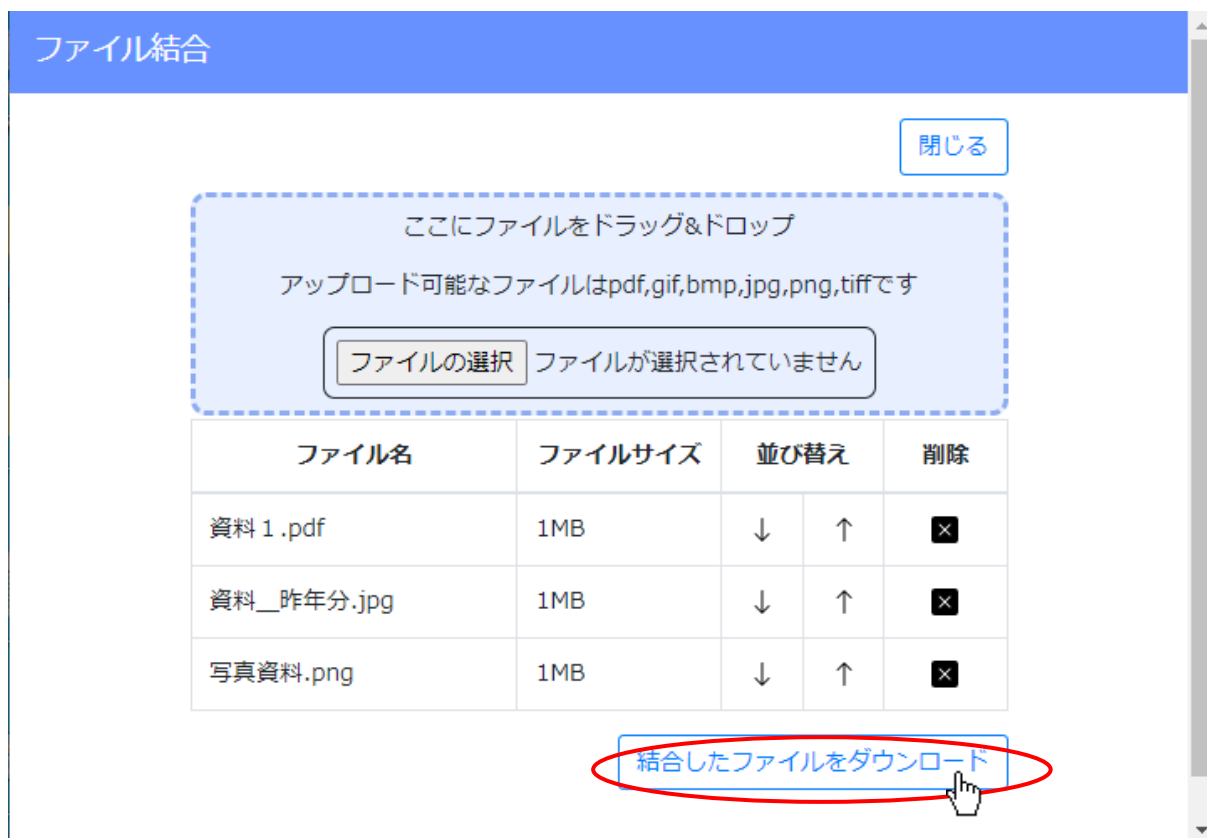 ファイル結合
閉じる
ここにファイルをドラッグ&ドロップ
アップロード可能なファイルはpdf,gif,bmp,jpg,png,tiffです
ファイルの選択 ファイルが選択されていません
ファイル名 ファイルサイズ 並び替え 削除
資料１.pdf 1MB ↓ ↑ ×
資料__昨年分.jpg 1MB ↓ ↑ ×
写真資料.png 1MB ↓ ↑ ×
結合したファイルをダウンロード